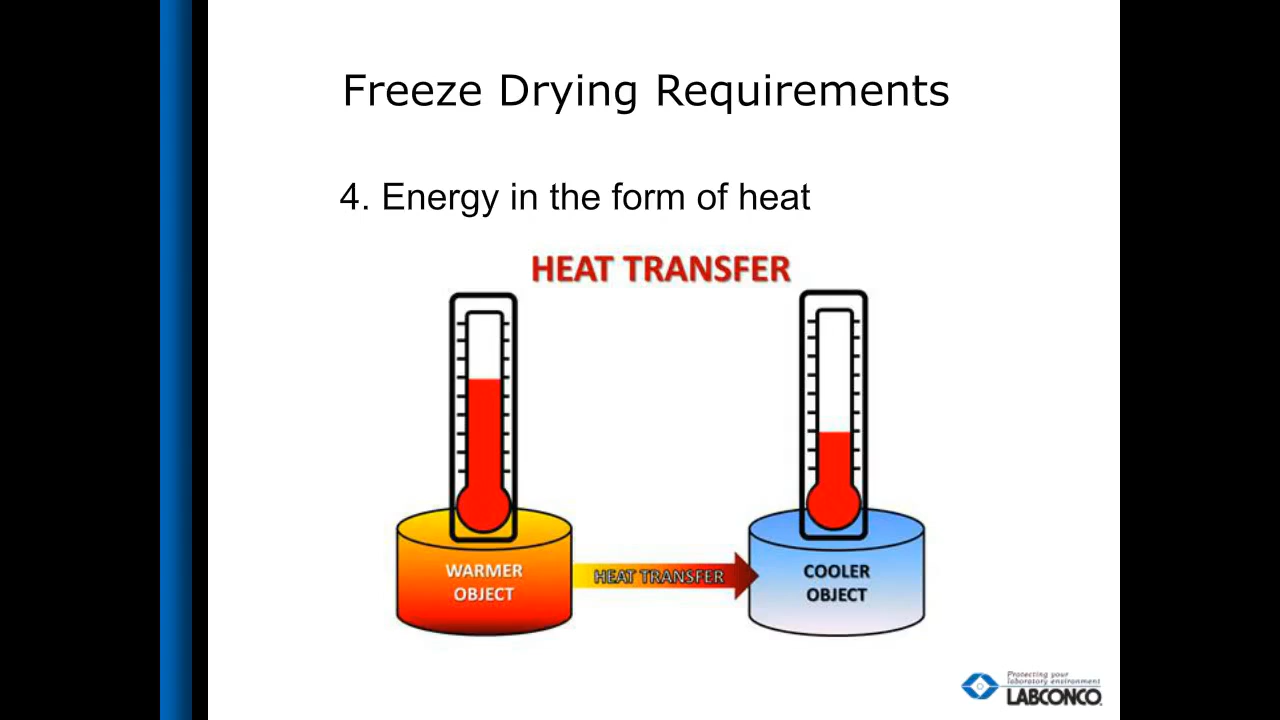 Freeze Drying Requirements
4. Energy in the form of heat
HEAT TRANSFER
WARMER
OBJECT
HEAT TRANSFER
COOLER
OBJECT
Protecting your
laboratory environment
LABCONCO